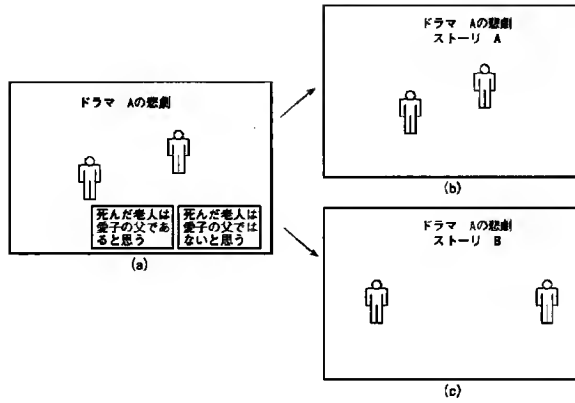 ドラマ Aの悲劇
死んだ老人は
愛子の父であ
ると思う
死んだ老人は
愛子の父では
ないと思う
(a)
ドラマ Aの悲劇
ストーリ A
(b)
ドラマ Aの悲劇
ストーリ B
(c)